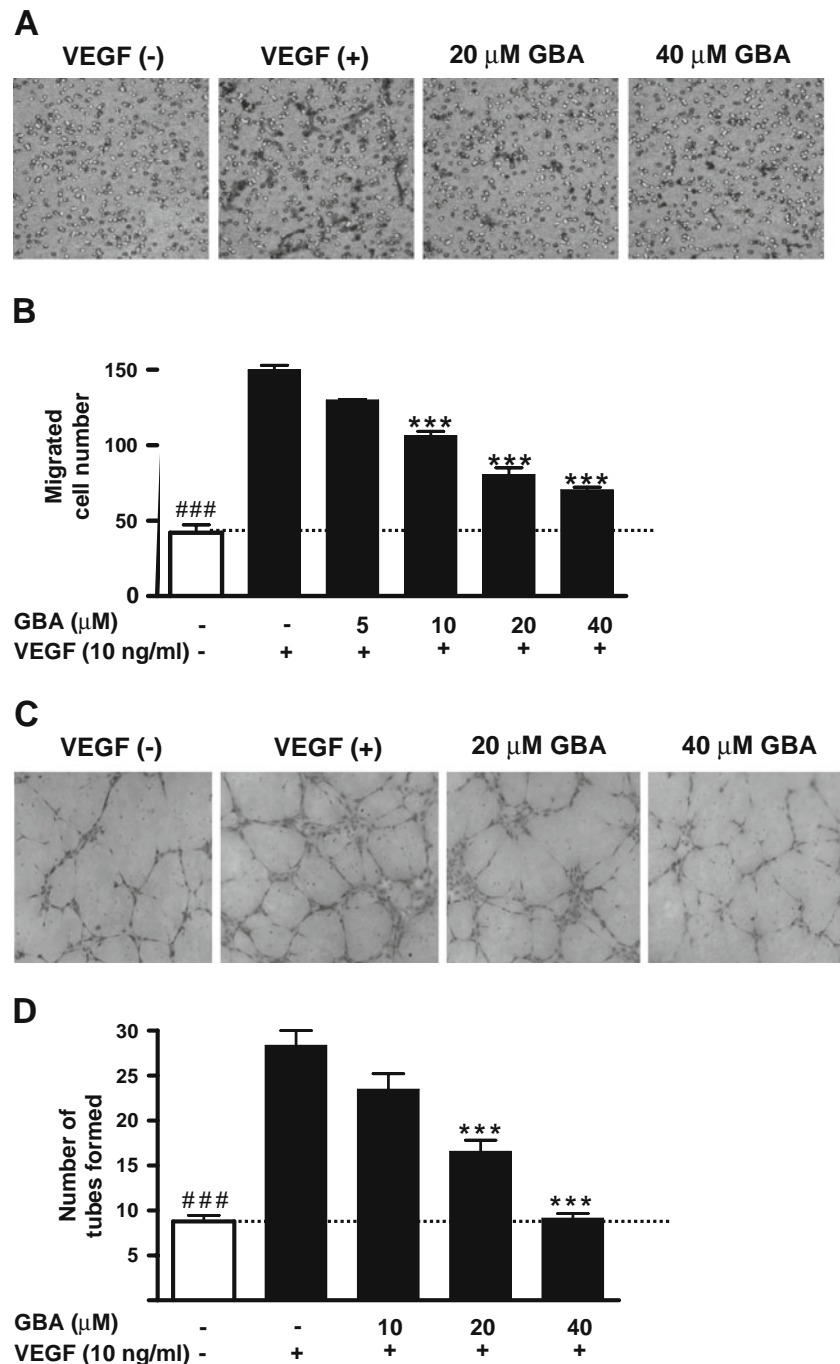 A
VEGF (-) VEGF (+) 20 μM GBA 40 μM GBA
B
Migrated
cell number
150
100
50
0
###
***
***
***
GBA (μM) - - 5 10 20 40
VEGF (10 ng/ml) - + + + + +
C
VEGF (-) VEGF (+) 20 μM GBA 40 μM GBA
D
Number of
tubes formed
30
25
20
15
10
5
###
***
***
GBA (μM) - - 10 20 40
VEGF (10 ng/ml) - + + + +